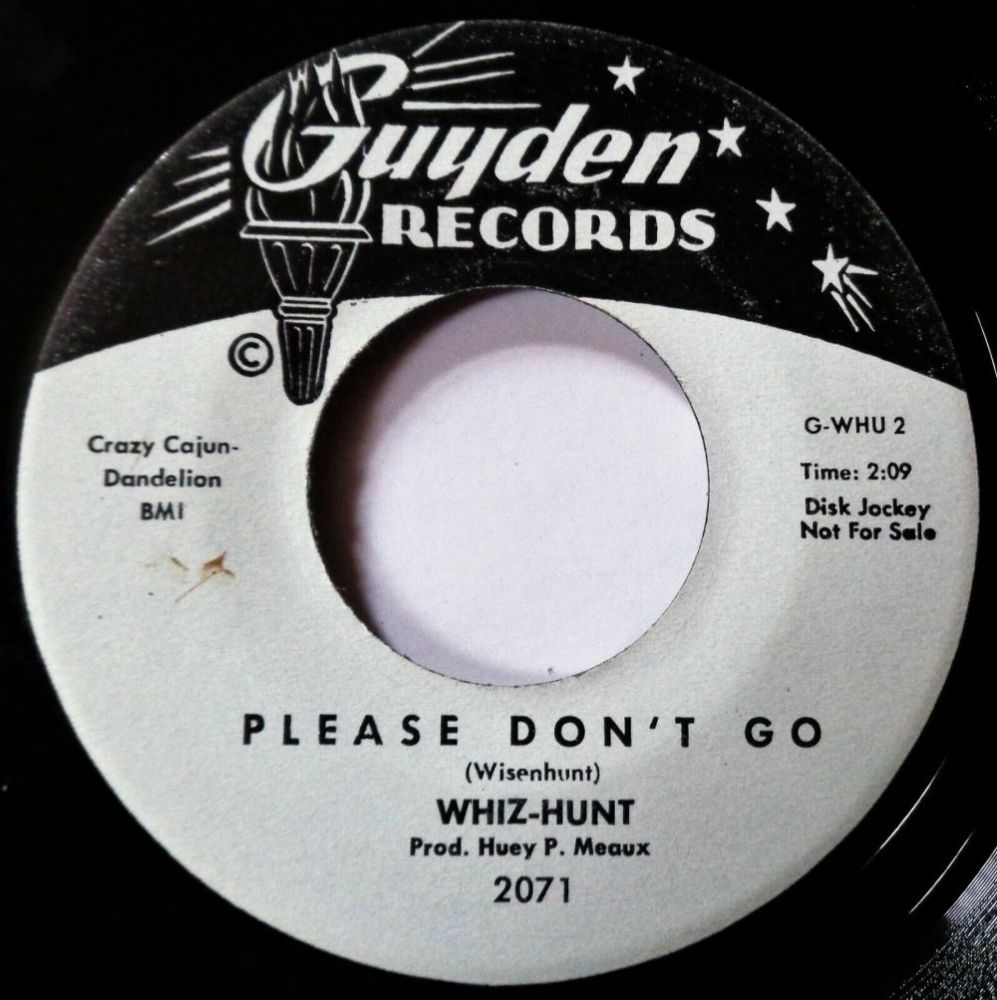 Guyden
RECORDS
©
Crazy Cajun-
Dandelion
BMI
G-WHU 2
Time: 2:09
Disk Jockey
Not For Sale
PLEASE DON'T GO
(Wisenhunt)
WHIZ-HUNT
Prod. Huey P. Meaux
2071